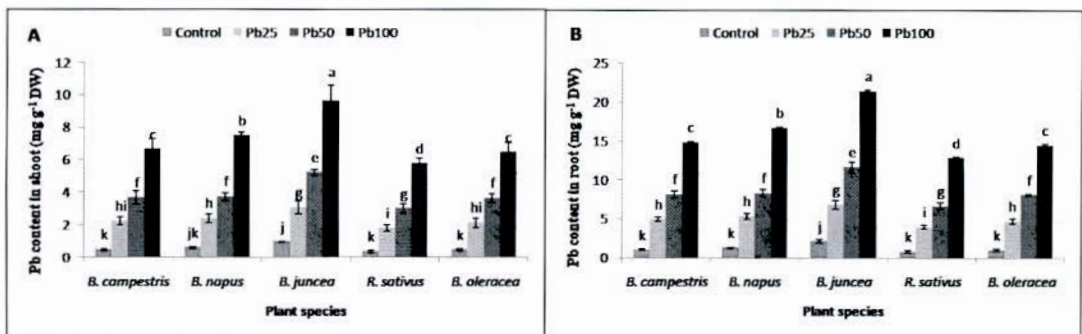 A
Control Pb25 Pb50 Pb100
Pb content in shoot (mg g-1 DW)
12
10
8
6
4
2
0
k hi f c
jk h f b
j g e a
k i g d
k hi f c
B. campestris B. napus B. juncea R. sativus B. oleracea
Plant species
B
Control Pb25 Pb50 Pb100
Pb content in root (mg g-1 DW)
25
20
15
10
5
0
k h f c
k h f b
j g e a
k i g d
k h f c
B. campestris B. napus B. juncea R. sativus B. oleracea
Plant species